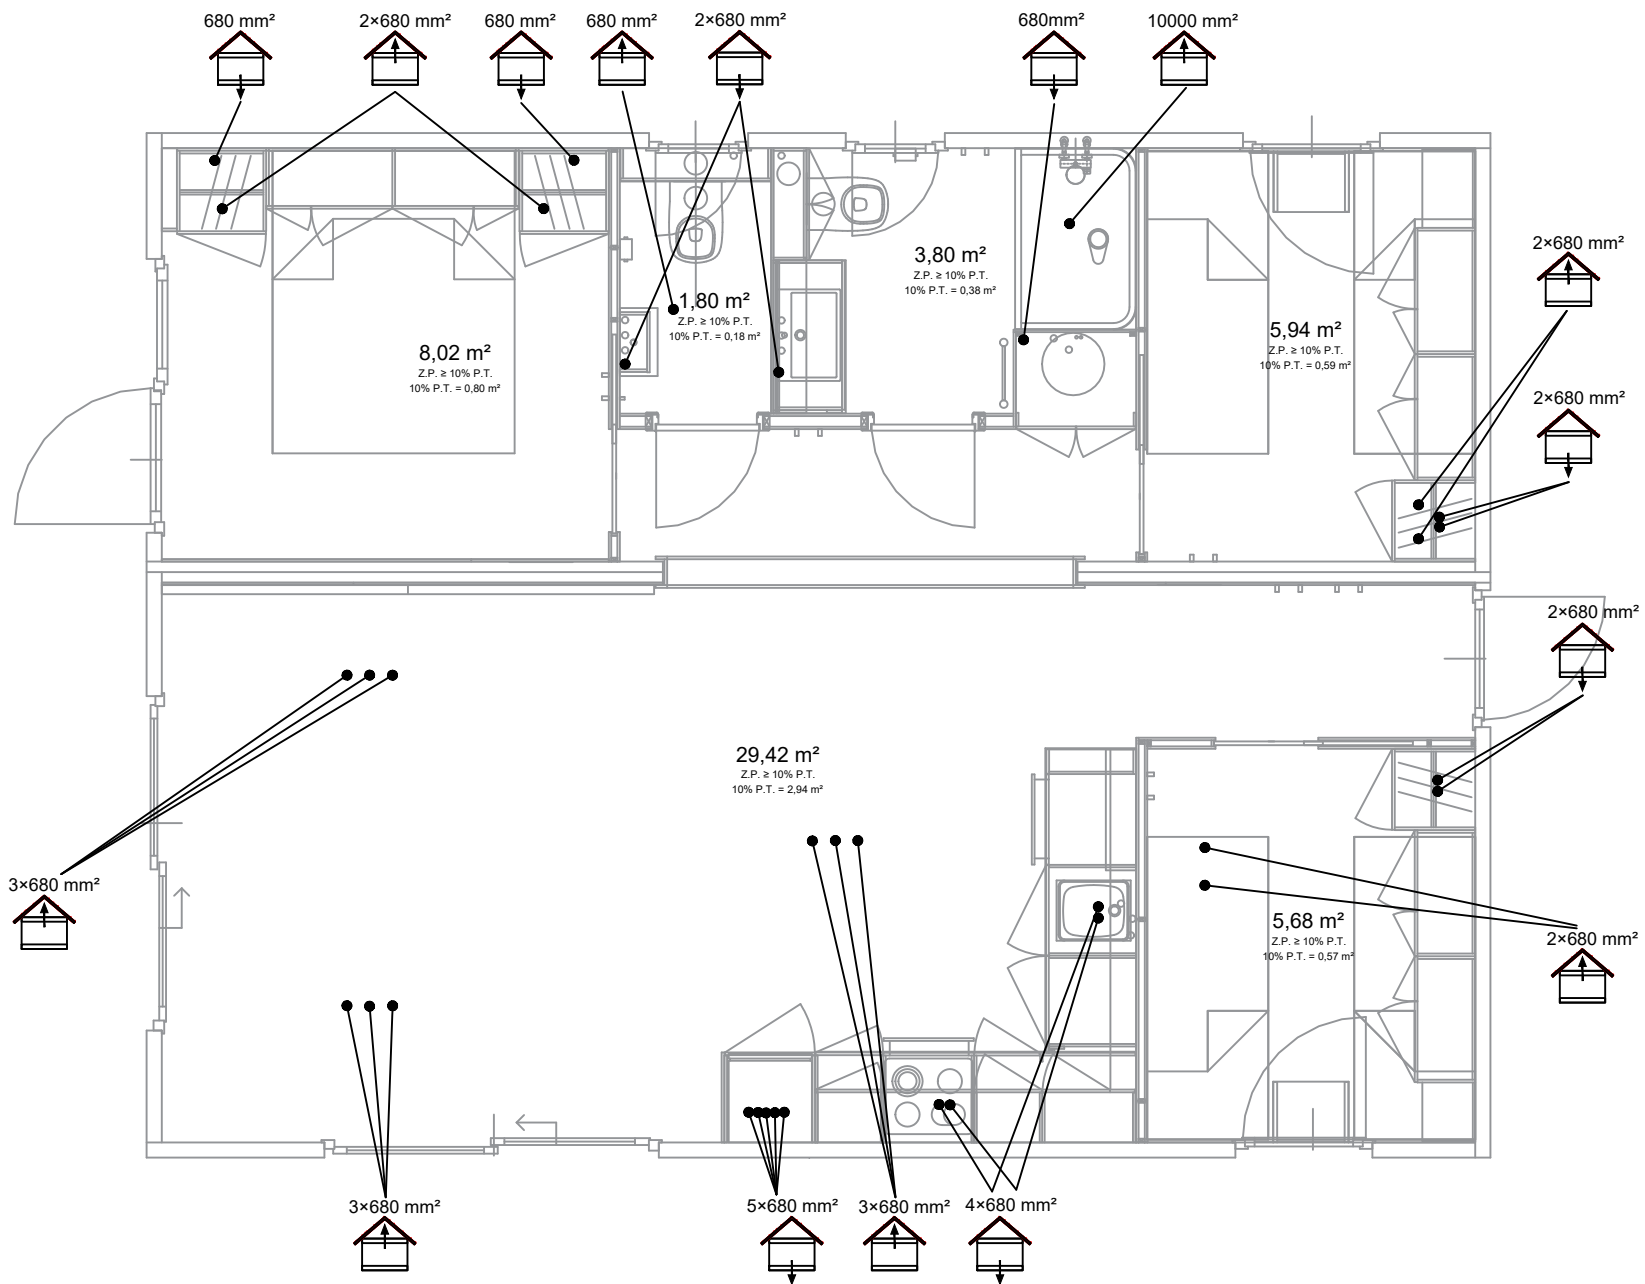 680 mm²
2×680 mm²
680 mm²
680 mm²
2×680 mm²
680mm²
10000 mm²
2×680 mm²
3,80 m²
Z.P. ≥ 10% P.T.
10% P.T. = 0,38 m²
1,80 m²
Z.P. ≥ 10% P.T.
10% P.T. = 0,18 m²
5,94 m²
Z.P. ≥ 10% P.T.
10% P.T. = 0,59 m²
8,02 m²
Z.P. ≥ 10% P.T.
10% P.T. = 0,80 m²
2×680 mm²
2×680 mm²
29,42 m²
Z.P. ≥ 10% P.T.
10% P.T. = 2,94 m²
3×680 mm²
5,68 m²
Z.P. ≥ 10% P.T.
10% P.T. = 0,57 m²
2×680 mm²
3×680 mm²
5×680 mm²
3×680 mm²
4×680 mm²